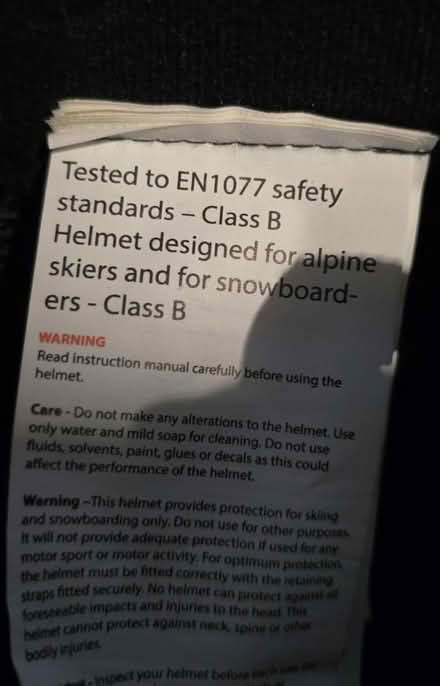 Tested to EN1077 safety
standards – Class B
Helmet designed for alpine
skiers and for snowboard-
ers - Class B
WARNING
Read instruction manual carefully before using the
helmet.
Care - Do not make any alterations to the helmet. Use
only water and mild soap for cleaning. Do not use
fluids, solvents, paint, glues or decals as this could
affect the performance of the helmet.
Warning –This helmet provides protection for skiing
and snowboarding only. Do not use for other purposes.
It will not provide adequate protection if used for any
motor sport or motor activity. For optimum protection,
the helmet must be fitted correctly with the retaining
straps fitted securely. No helmet can protect against all
foreseeable impacts and injuries to the head. This
helmet cannot protect against neck, spine or other
bodily injuries.
- inspect your helmet before each use